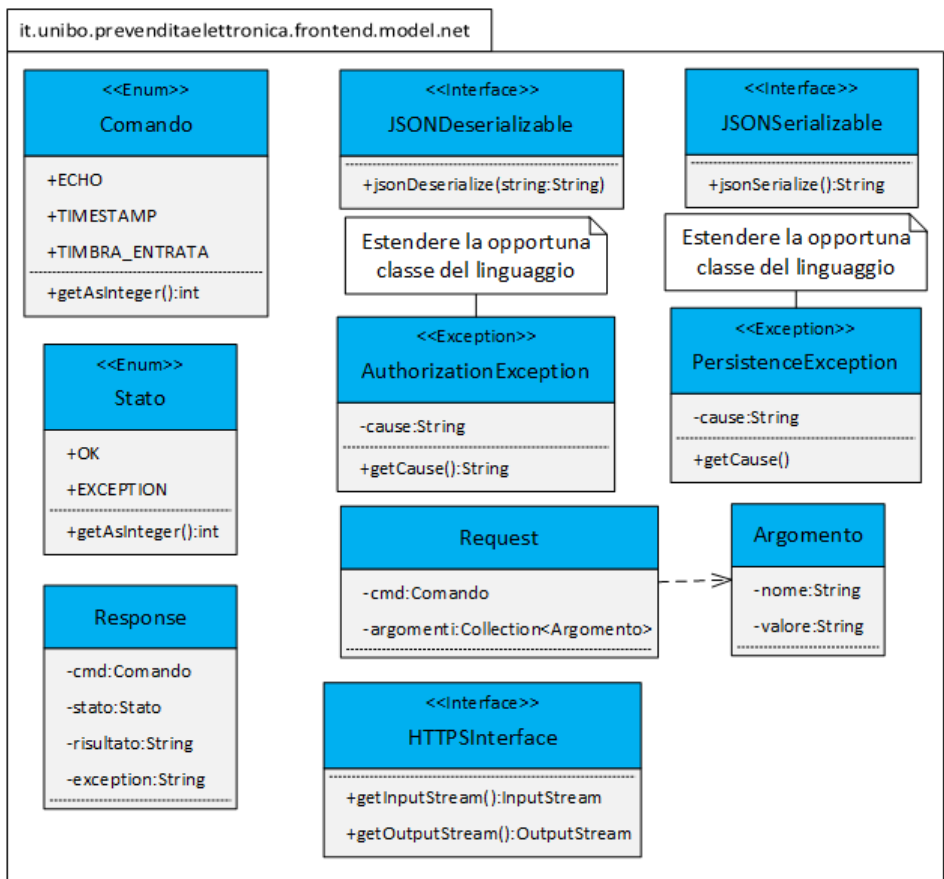 it.unibo.prevenditaelettronica.frontend.model.net
<<Enum>>
Comando
+ECHO
+TIMESTAMP
+TIMBRA_ENTRATA
+getAsInteger():int
<<Interface>>
JSONDeserializable
+jsonDeserialize(string:String)
<<Interface>>
JSONSerializable
+jsonSerialize():String
Estendere la opportuna
classe del linguaggio
Estendere la opportuna
classe del linguaggio
<<Exception>>
AuthorizationException
-cause:String
+getCause():String
<<Exception>>
PersistenceException
-cause:String
+getCause()
<<Enum>>
Stato
+OK
+EXCEPTION
+getAsInteger():int
Request
-cmd:Comando
-argomenti:Collection<Argomento>
Argomento
-nome:String
-valore:String
Response
-cmd:Comando
-stato:Stato
-risultato:String
-exception:String
<<Interface>>
HTTPSInterface
+getInputStream():InputStream
+getOutputStream():OutputStream